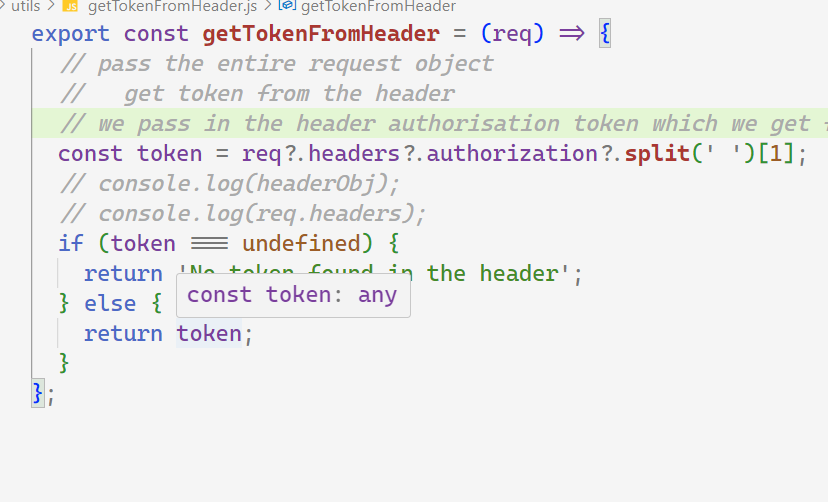 utils > JS getTokenFromHeader.js > getTokenFromHeader
export const getTokenFromHeader = (req) => {
// pass the entire request object
//   get token from the header
// we pass in the header authorisation token which we get
const token = req?.headers?.authorization?.split(' ')[1];
// console.log(headerObj);
// console.log(req.headers);
if (token === undefined) {
return 'No token found in the header';
const token: any
} else {
return token;
}
};